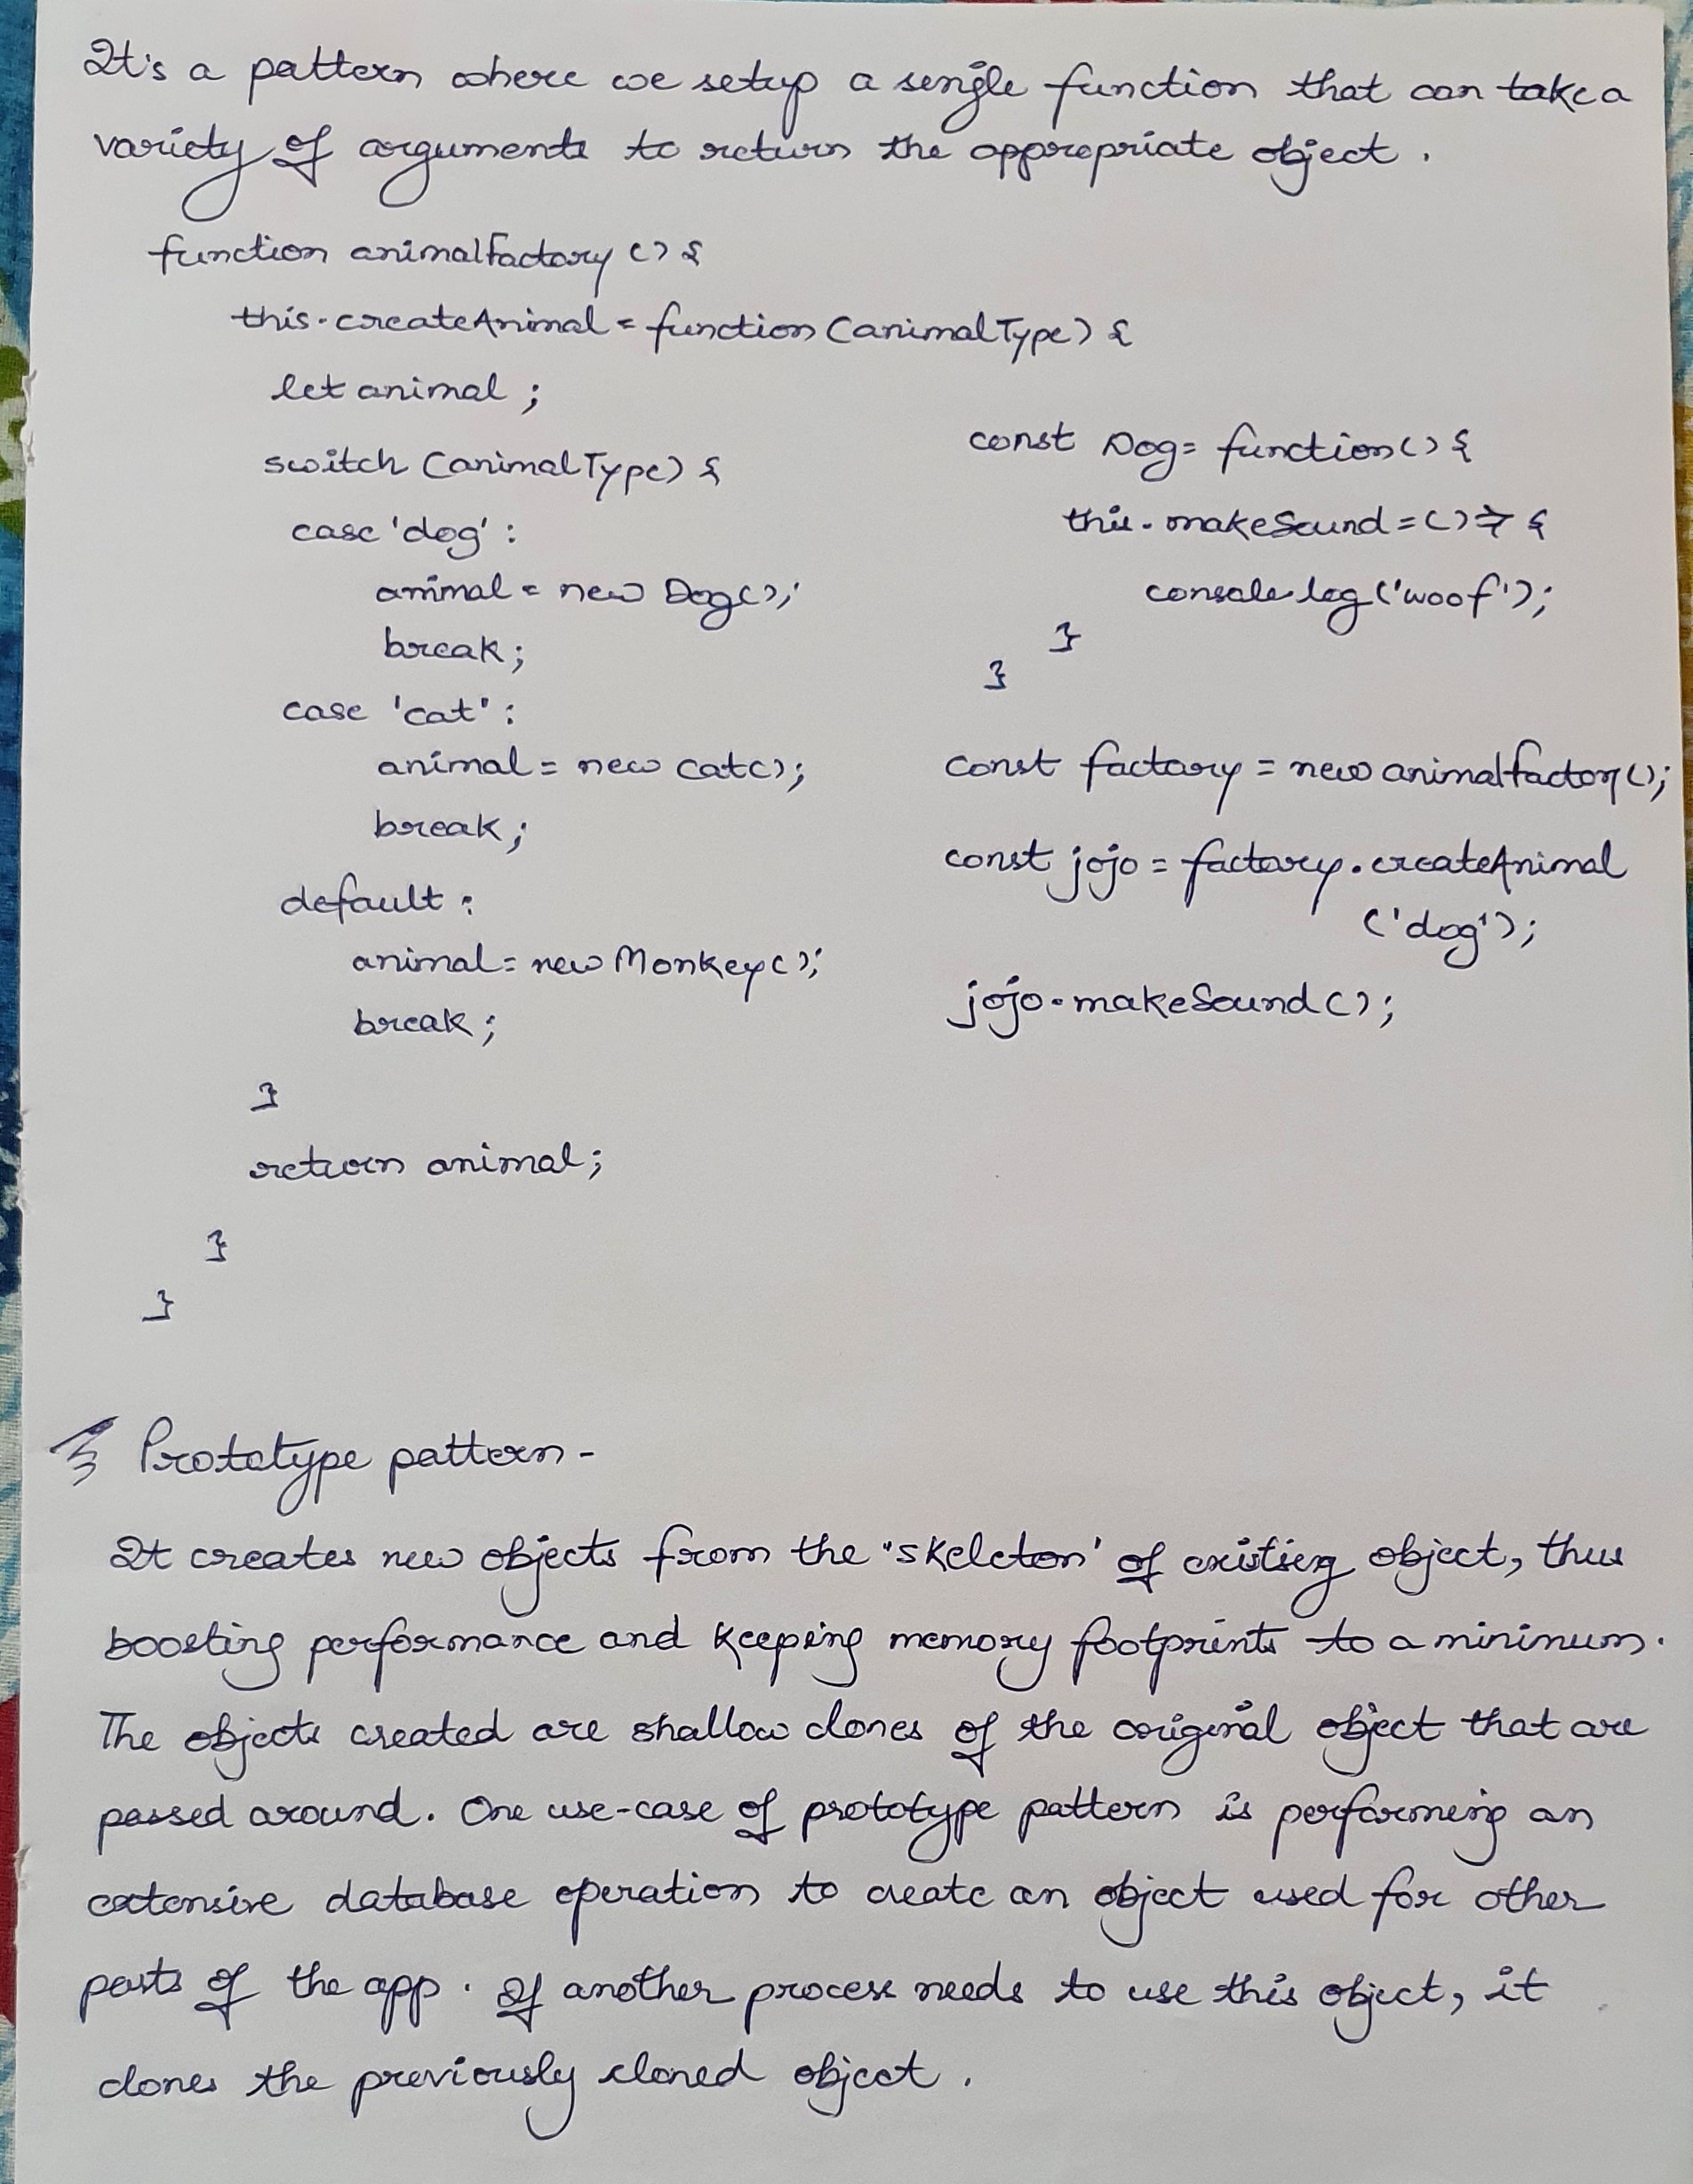 It's a pattern where we setup a single function that can take a
variety of arguments to return the appropriate object.
function animalFactory () {
this.createAnimal = function (animalType) {
let animal ;
switch (animalType) {
case 'dog' :
animal = new Dog();
break;
case 'cat' :
animal = new cat();
break;
default :
animal = new Monkey();
break;
}
return animal;
}
}
const Dog = function() {
this.makeSound = () => {
console.log('woof');
}
}
const factory = new animalFactory();
const jojo = factory.createAnimal
('dog');
jojo.makeSound();
Prototype pattern -
It creates new objects from the 'skeleton' of existing object, thus
boosting performance and keeping memory footprints to a minimum.
The objects created are shallow clones of the original object that are
passed around. One use-case of prototype pattern is performing an
extensive database operation to create an object used for other
parts of the app. If another process needs to use this object, it
clones the previously cloned object.